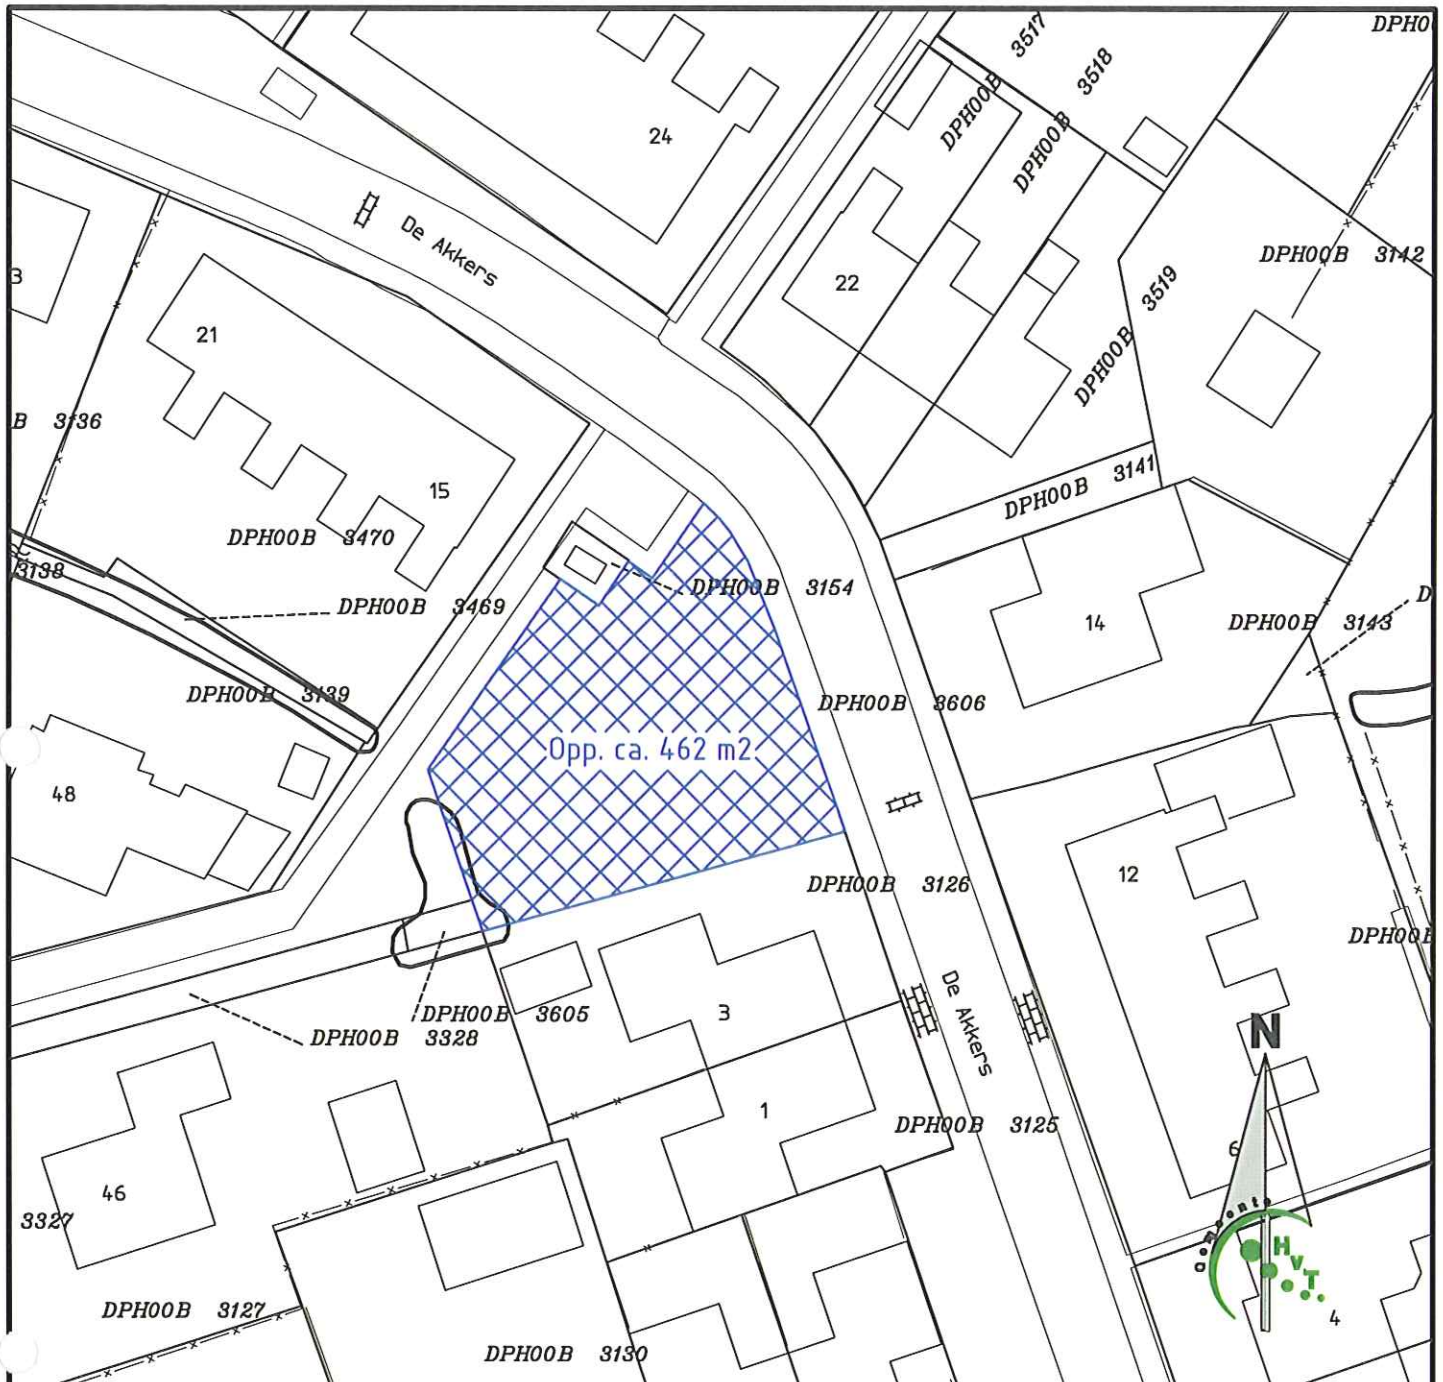 DPH0
DPH00B 3517
DPH00B 3518
24
De Akkers
DPH00B 3142
3
22
DPH00B 3519
21
B 3136
15
DPH00B 3141
DPH00B 3470
3138
DPH00B 3154
DPH00B 3469
D
14
DPH00B 3143
DPH00B 3139
DPH00B 3606
Opp. ca. 462 m2
48
12
DPH00B 3126
DPH00B
De Akkers
DPH00B 3605
3
DPH00B 3328
N
1
DPH00B 3125
6
46
3327
HvT
DPH00B 3127
4
DPH00B 3130